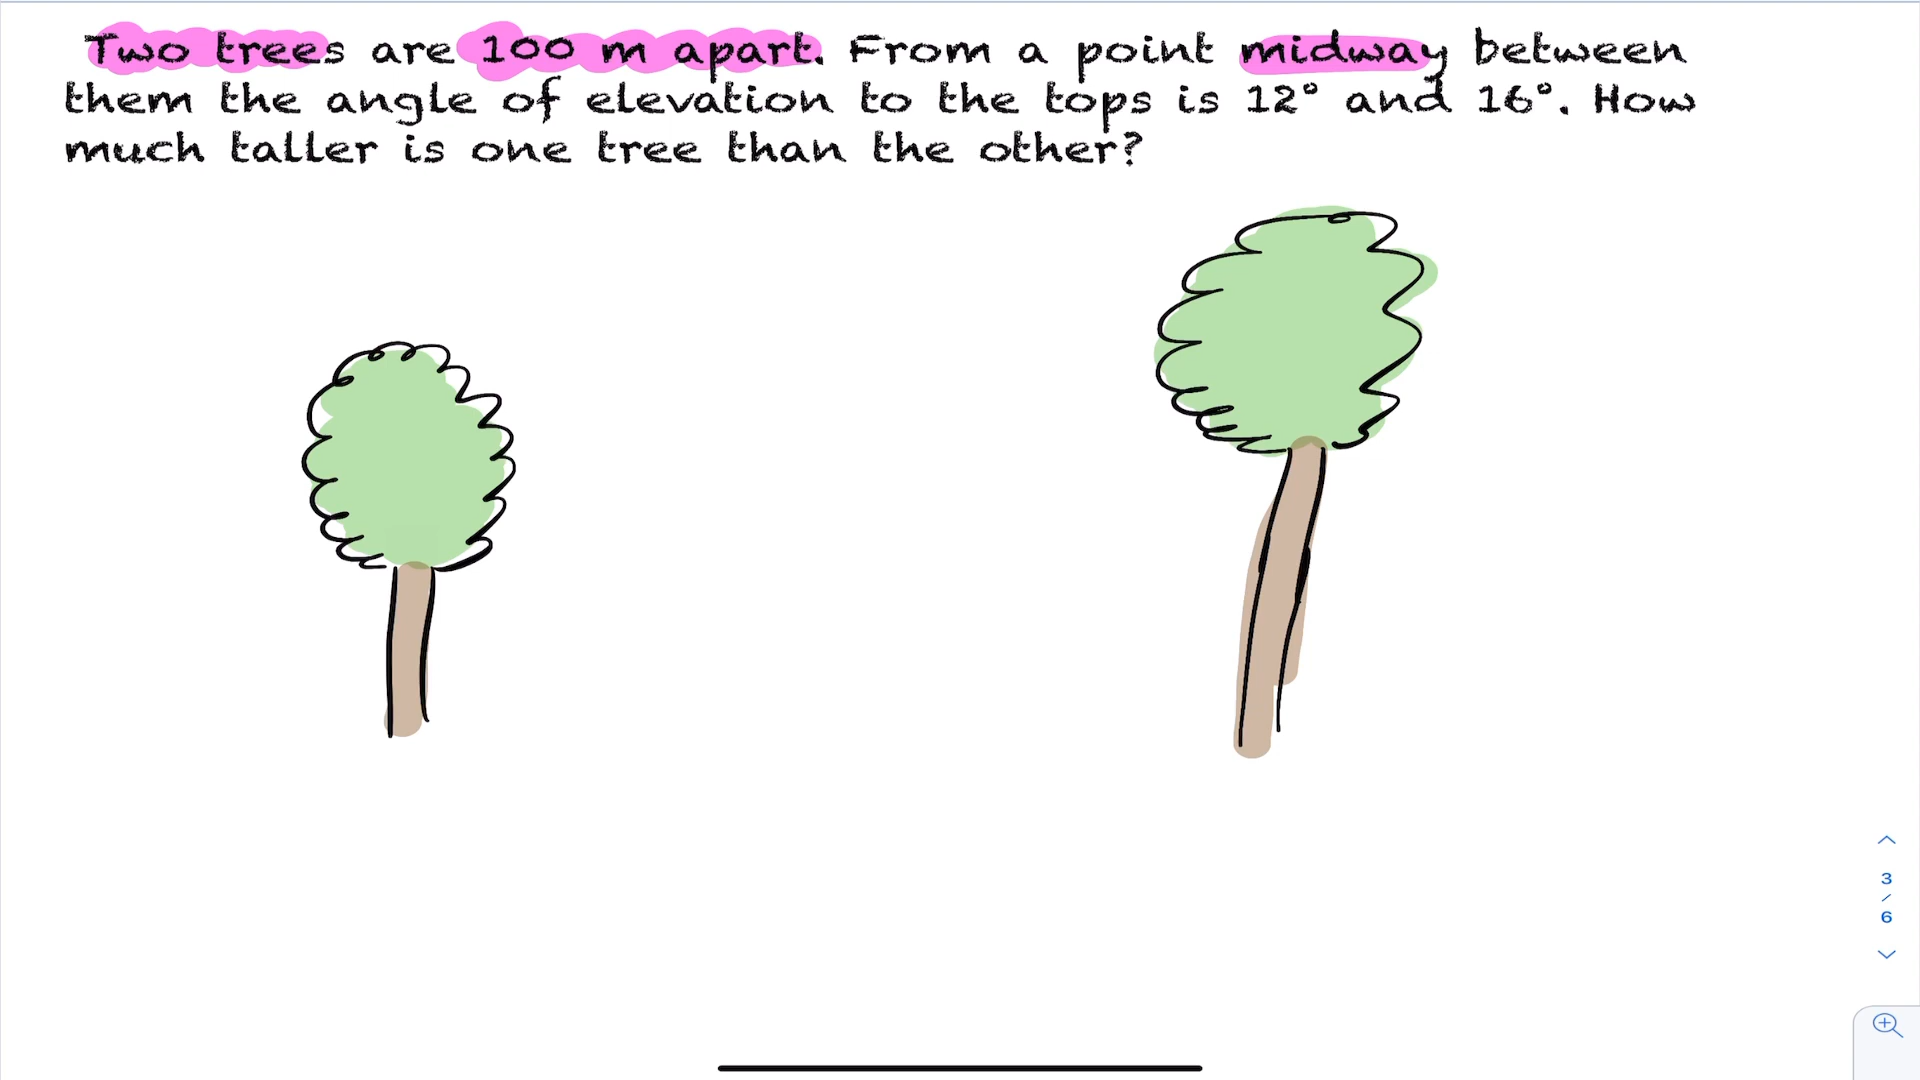 Two trees are 100 m apart. From a point midway between
them the angle of elevation to the tops is 12° and 16°. How
much taller is one tree than the other?
3
/
6